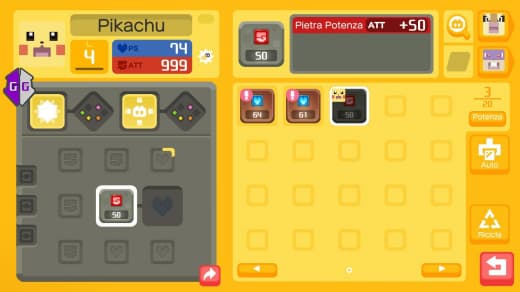 Pikachu
4
PS 74
ATT 999
G G
50
Pietra Potenza ATT +50
50
64
61
50
3
20
Potenza
Auto
Ricicla